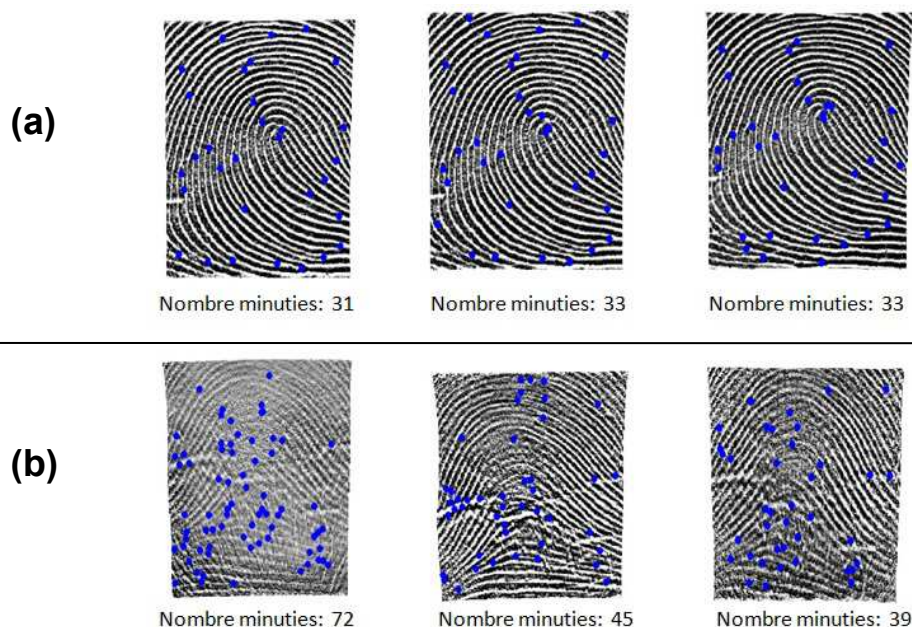 (a)
Nombre minuties: 31
Nombre minuties: 33
Nombre minuties: 33
(b)
Nombre minuties: 72
Nombre minuties: 45
Nombre minuties: 39